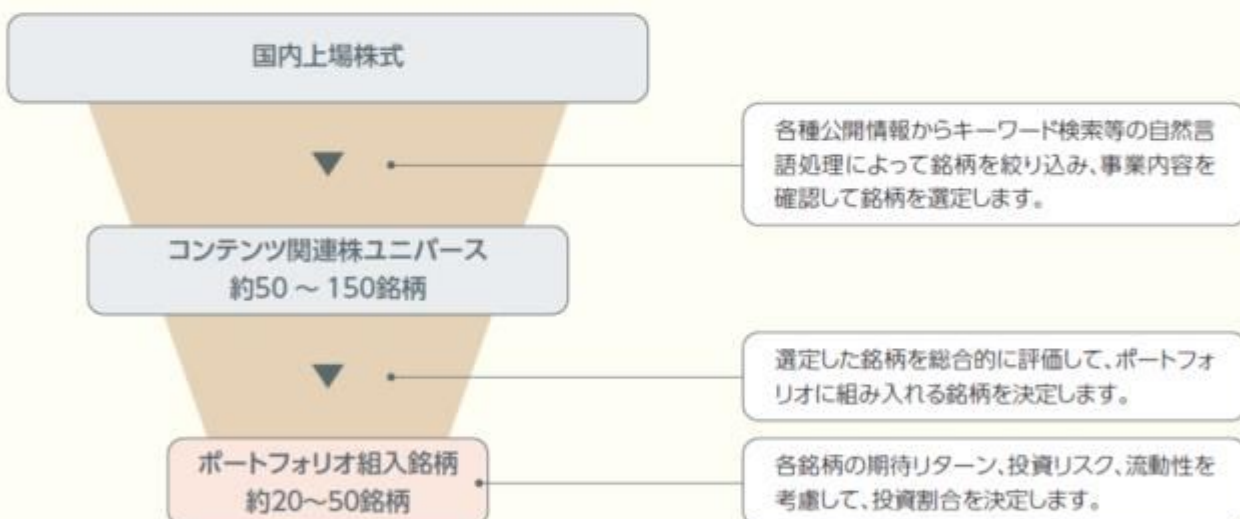 国内上場株式
各種公開情報からキーワード検索等の自然言
語処理によって銘柄を絞り込み、事業内容を
確認して銘柄を選定します。
コンテンツ関連株ユニバース
約50 ~ 150銘柄
選定した銘柄を総合的に評価して、ポートフォ
リオに組み入れる銘柄を決定します。
ポートフォリオ組入銘柄
約20~50銘柄
各銘柄の期待リターン、投資リスク、流動性を
考慮して、投資割合を決定します。